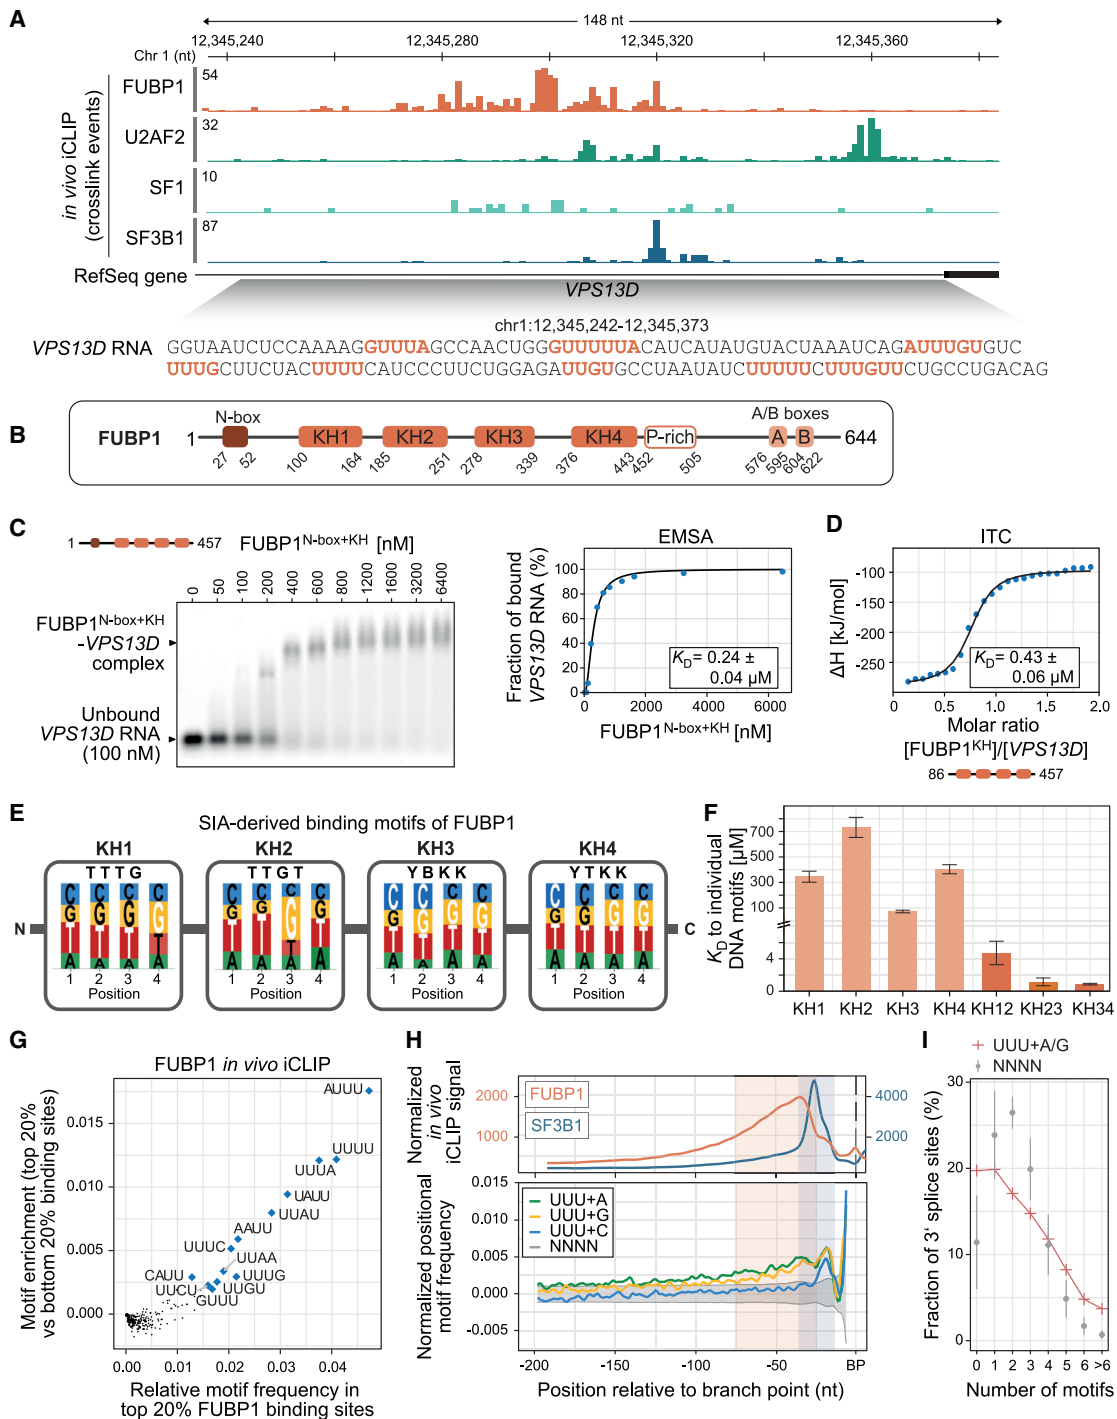 A
148 nt
Chr 1 (nt)
12,345,240
12,345,280
12,345,320
12,345,360
in vivo iCLIP
(crosslink events)
FUBP1
54
U2AF2
32
SF1
10
SF3B1
87
RefSeq gene
VPS13D
chr1:12,345,242-12,345,373
VPS13D RNA
GGUAAUCUCCAAAAGGUUUAGCCAACUGGGUUUUUACAUCAUAUGUACUAAAUCAGAUUUGUGUC
UUUGCUUCUACUUUUCAUCCCUUCUGGAGAUUGUGCCUAAUAUCUUUUUCUUUGUUCUGCCUGACAG
B
FUBP1
1
N-box
KH1
KH2
KH3
KH4
P-rich
A/B boxes
A
B
644
27 52 100 164 185 251 278 339 376 443 452 505 576 595 604 622
C
1
457
FUBP1N-box+KH [nM]
0 50 100 200 400 600 800 1200 1600 3200 6400
FUBP1N-box+KH
-VPS13D
complex
Unbound
VPS13D RNA
(100 nM)
EMSA
Fraction of bound
VPS13D RNA (%)
100
80
60
40
20
0
KD= 0.24 ±
0.04 µM
0 2000 4000 6000
FUBP1N-box+KH [nM]
D
ITC
ΔH [kJ/mol]
-100
-150
-200
-250
KD= 0.43 ±
0.06 µM
0.0 0.5 1.0 1.5 2.0
Molar ratio
[FUBP1KH]/[VPS13D]
86
457
E
SIA-derived binding motifs of FUBP1
KH1
KH2
KH3
KH4
TTTG
TTGT
YBKK
YTKK
N
C
C C C C
G G G G
T T T T
A A A A
1 2 3 4
Position
C C C C
G G G G
T T T T
A A A A
1 2 3 4
Position
C C C C
G G G G
T T T T
A A A A
1 2 3 4
Position
C C C C
G G G G
T T T T
A A A A
1 2 3 4
Position
F
KD to individual
DNA motifs [µM]
700
500
300
100
4
0
KH1 KH2 KH3 KH4 KH12 KH23 KH34
G
FUBP1 in vivo iCLIP
Motif enrichment (top 20%
vs bottom 20% binding sites)
0.015
0.010
0.005
0.000
AUUU
UUUU
UUUA
UAUU
UUAU
AAUU
UUUC
UUAA
CAUU
UUUG
UUCU
UUGU
GUUU
0.00 0.01 0.02 0.03 0.04
Relative motif frequency in
top 20% FUBP1 binding sites
H
Normalized
in vivo
iCLIP signal
2000
1000
FUBP1
SF3B1
4000
2000
Normalized positional
motif frequency
0.015
0.010
0.005
0.000
-0.005
UUU+A
UUU+G
UUU+C
NNNN
-200 -150 -100 -50 BP
Position relative to branch point (nt)
I
UUU+A/G
NNNN
Fraction of 3‘ splice sites (%)
30
20
10
0
0 1 2 3 4 5 6 >6
Number of motifs